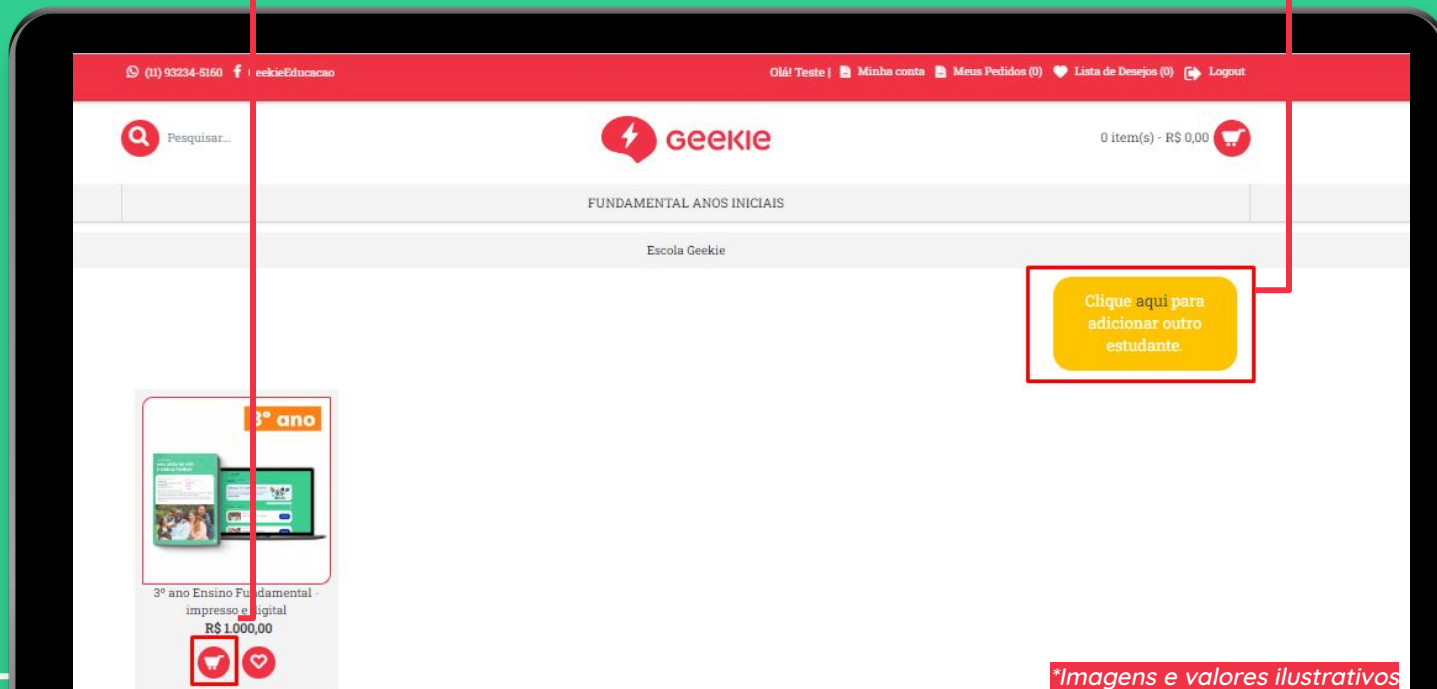 (11) 93234-5160 eekieEducacao
Olá! Teste | Minha conta Meus Pedidos (0) Lista de Desejos (0) Logout
Pesquisar...
Geekie
0 item(s) - R$ 0,00
FUNDAMENTAL ANOS INICIAIS
Escola Geekie
Clique aqui para
adicionar outro
estudante.
3º ano
3º ano Ensino Fundamental -
impresso e digital
R$ 1.000,00
*Imagens e valores ilustrativos